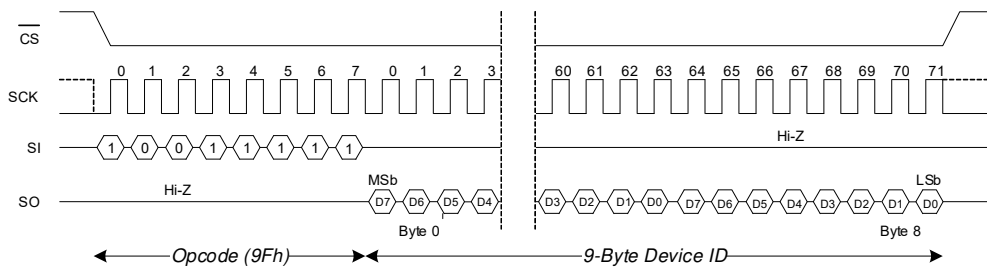 CS
0 1 2 3 4 5 6 7 0 1 2 3 60 61 62 63 64 65 66 67 68 69 70 71
SCK
Hi-Z
SI 1 0 0 1 1 1 1 1
Hi-Z MSb LSb
SO D7 D6 D5 D4 D3 D2 D1 D0 D7 D6 D5 D4 D3 D2 D1 D0
Byte 0 Byte 8
Opcode (9Fh) 9-Byte Device ID